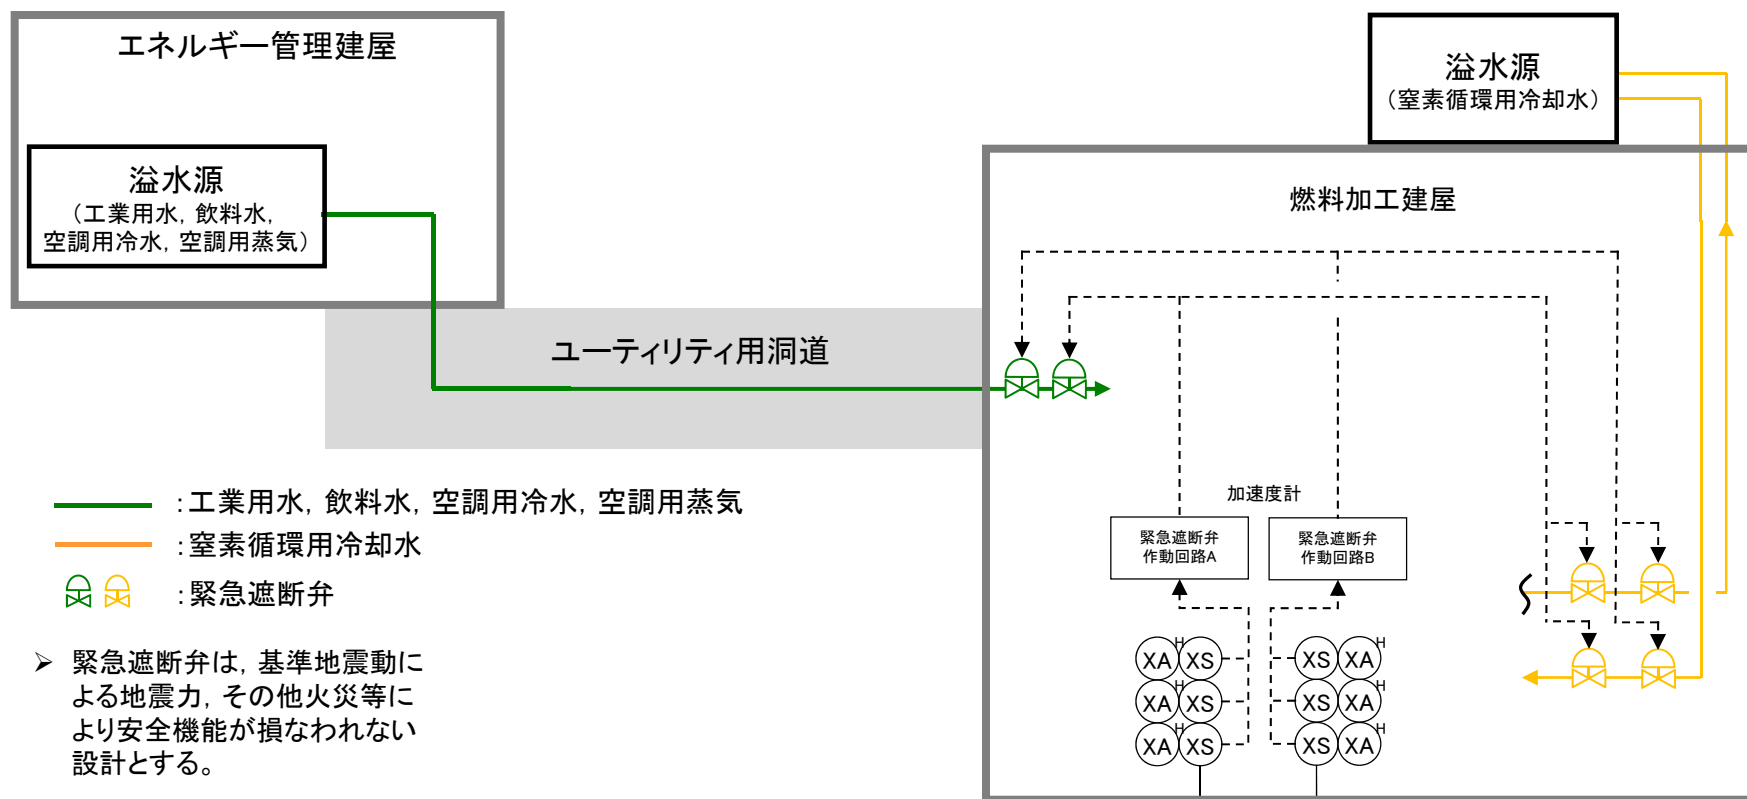 エネルギー管理建屋
溢水源
（工業用水，飲料水，
空調用冷水，空調用蒸気）
溢水源
（窒素循環用冷却水）
燃料加工建屋
ユーティリティ用洞道
：工業用水，飲料水，空調用冷水，空調用蒸気
：窒素循環用冷却水
：緊急遮断弁
➢ 緊急遮断弁は，基準地震動に
よる地震力，その他火災等に
より安全機能が損なわれない
設計とする。
加速度計
緊急遮断弁
作動回路A
緊急遮断弁
作動回路B
XA H XS XS XA H
XA H XS XS XA H
XA H XS XS XA H